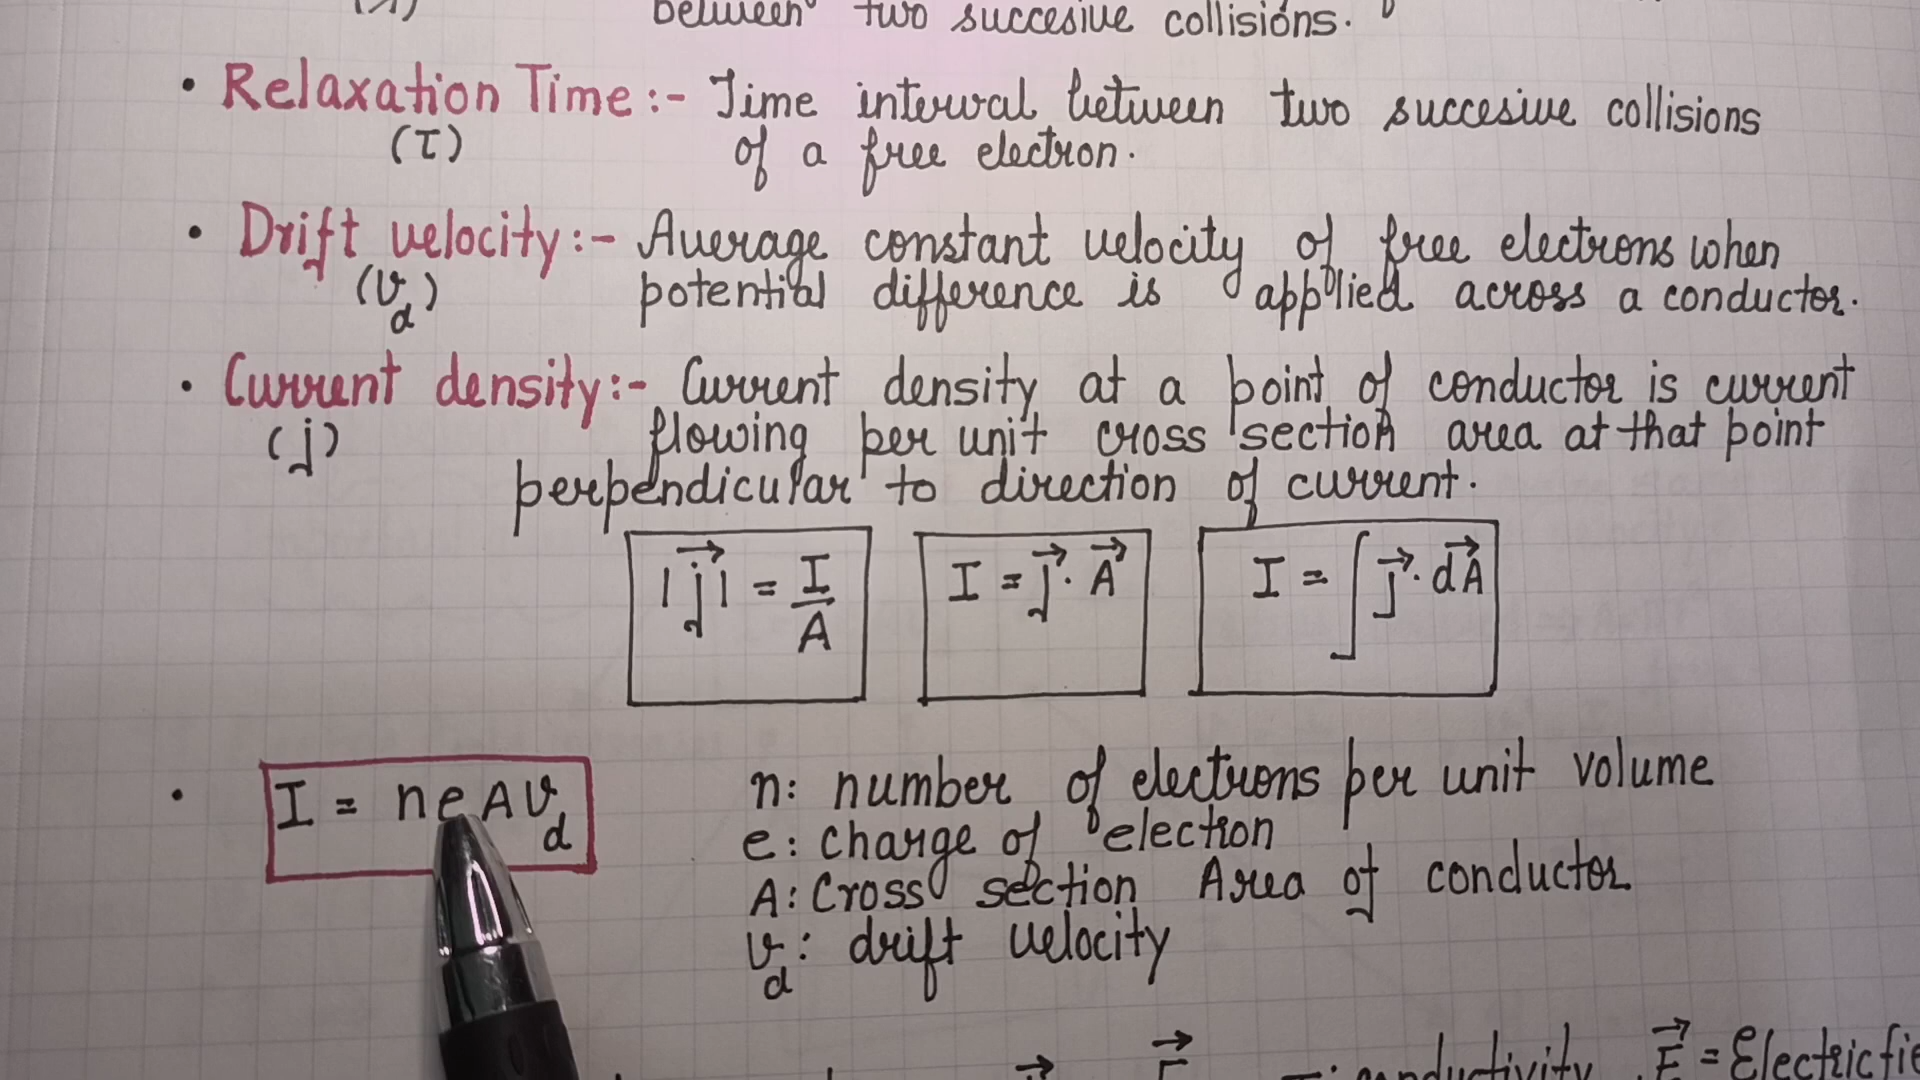 (λ) between two succesive collisions.
• Relaxation Time:- Time interval between two succesive collisions
(τ) of a free electron.
• Drift velocity:- Average constant velocity of free electrons when
(v_d) potential difference is applied across a conductor.
• Current density:- Current density at a point of conductor is current
(j) flowing per unit cross section area at that point
perpendicular to direction of current.
|j⃗| = I/A I = j⃗ · A⃗ I = ∫ j⃗ · dA⃗
• I = neAv_d n: number of electrons per unit volume
e: charge of election
A: Cross section Area of conductor
v_d: drift velocity
conductivity, E⃗ = Electric